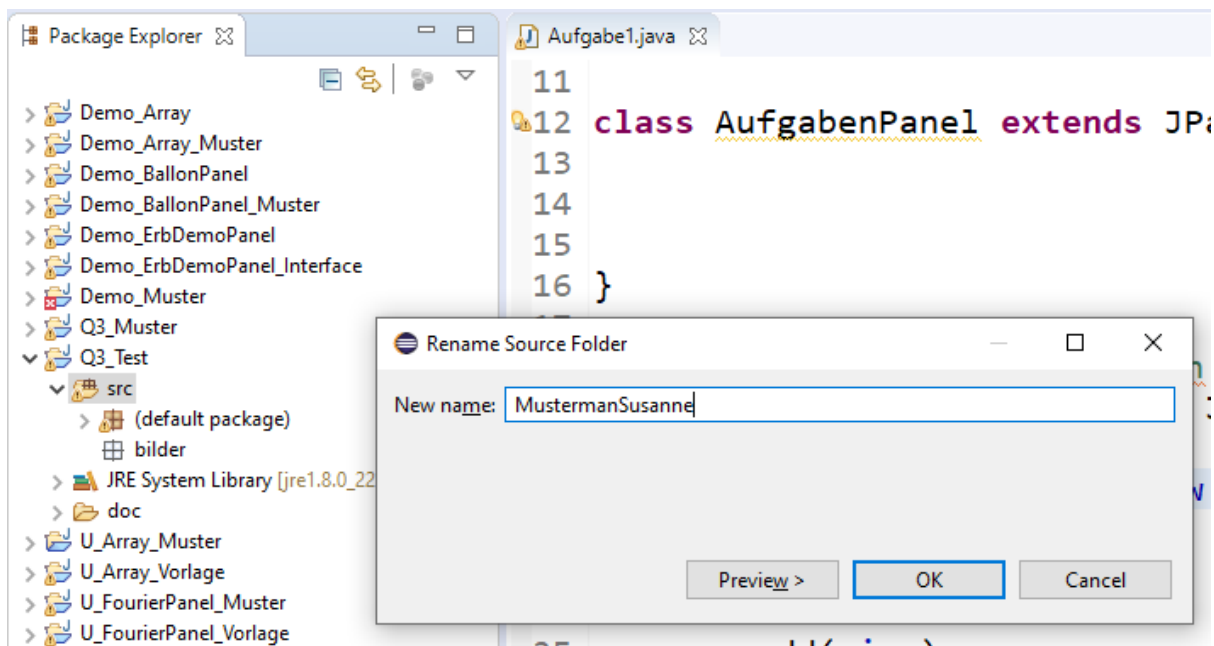 Package Explorer
Demo_Array
Demo_Array_Muster
Demo_BallonPanel
Demo_BallonPanel_Muster
Demo_ErbDemoPanel
Demo_ErbDemoPanel_Interface
Demo_Muster
Q3_Muster
Q3_Test
src
(default package)
bilder
JRE System Library [jre1.8.0_22
doc
U_Array_Muster
U_Array_Vorlage
U_FourierPanel_Muster
U_FourierPanel_Vorlage
Aufgabe1.java
11
12 class AufgabenPanel extends JPa
13
14
15
16 }
Rename Source Folder
New name: MustermanSusanne
Preview > OK Cancel